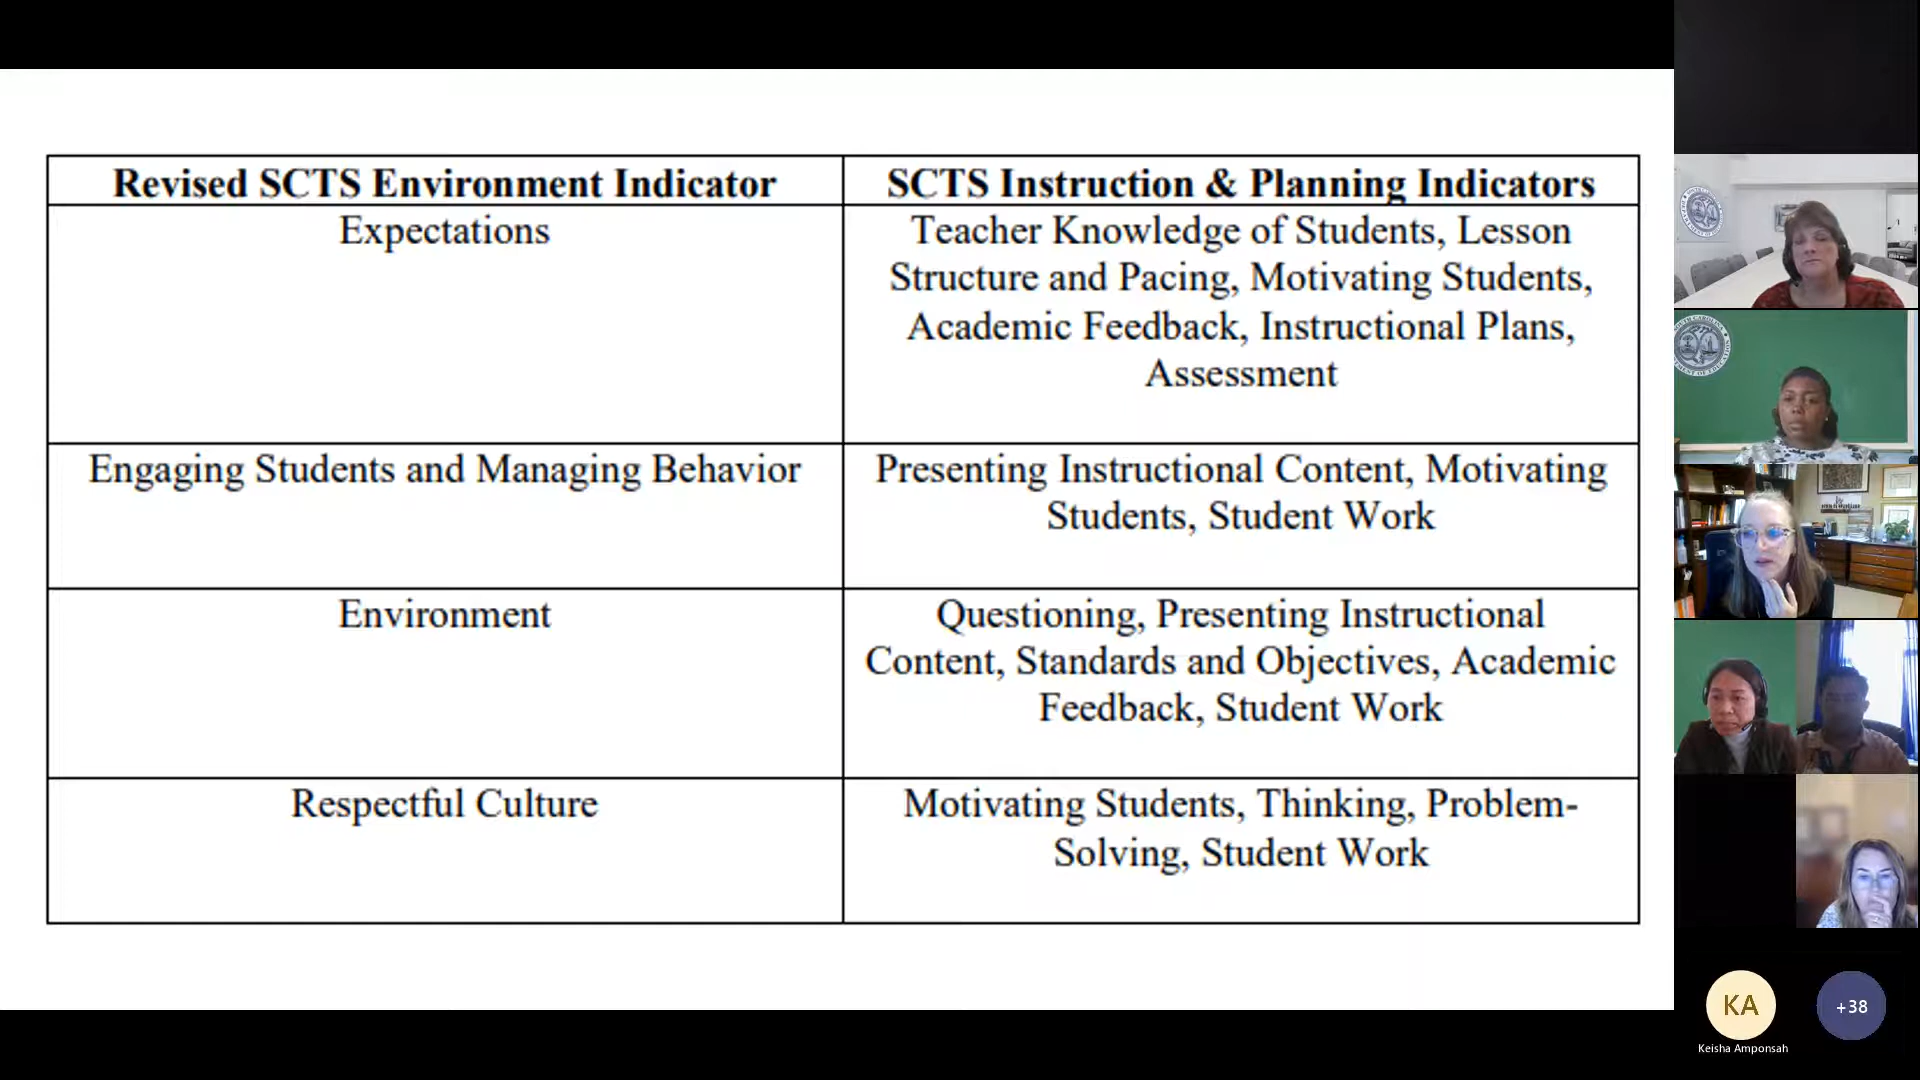 Revised SCTS Environment Indicator
SCTS Instruction & Planning Indicators
Expectations
Teacher Knowledge of Students, Lesson
Structure and Pacing, Motivating Students,
Academic Feedback, Instructional Plans,
Assessment
Engaging Students and Managing Behavior
Presenting Instructional Content, Motivating
Students, Student Work
Environment
Questioning, Presenting Instructional
Content, Standards and Objectives, Academic
Feedback, Student Work
Respectful Culture
Motivating Students, Thinking, Problem-
Solving, Student Work
KA
+38
Keisha Amponsah